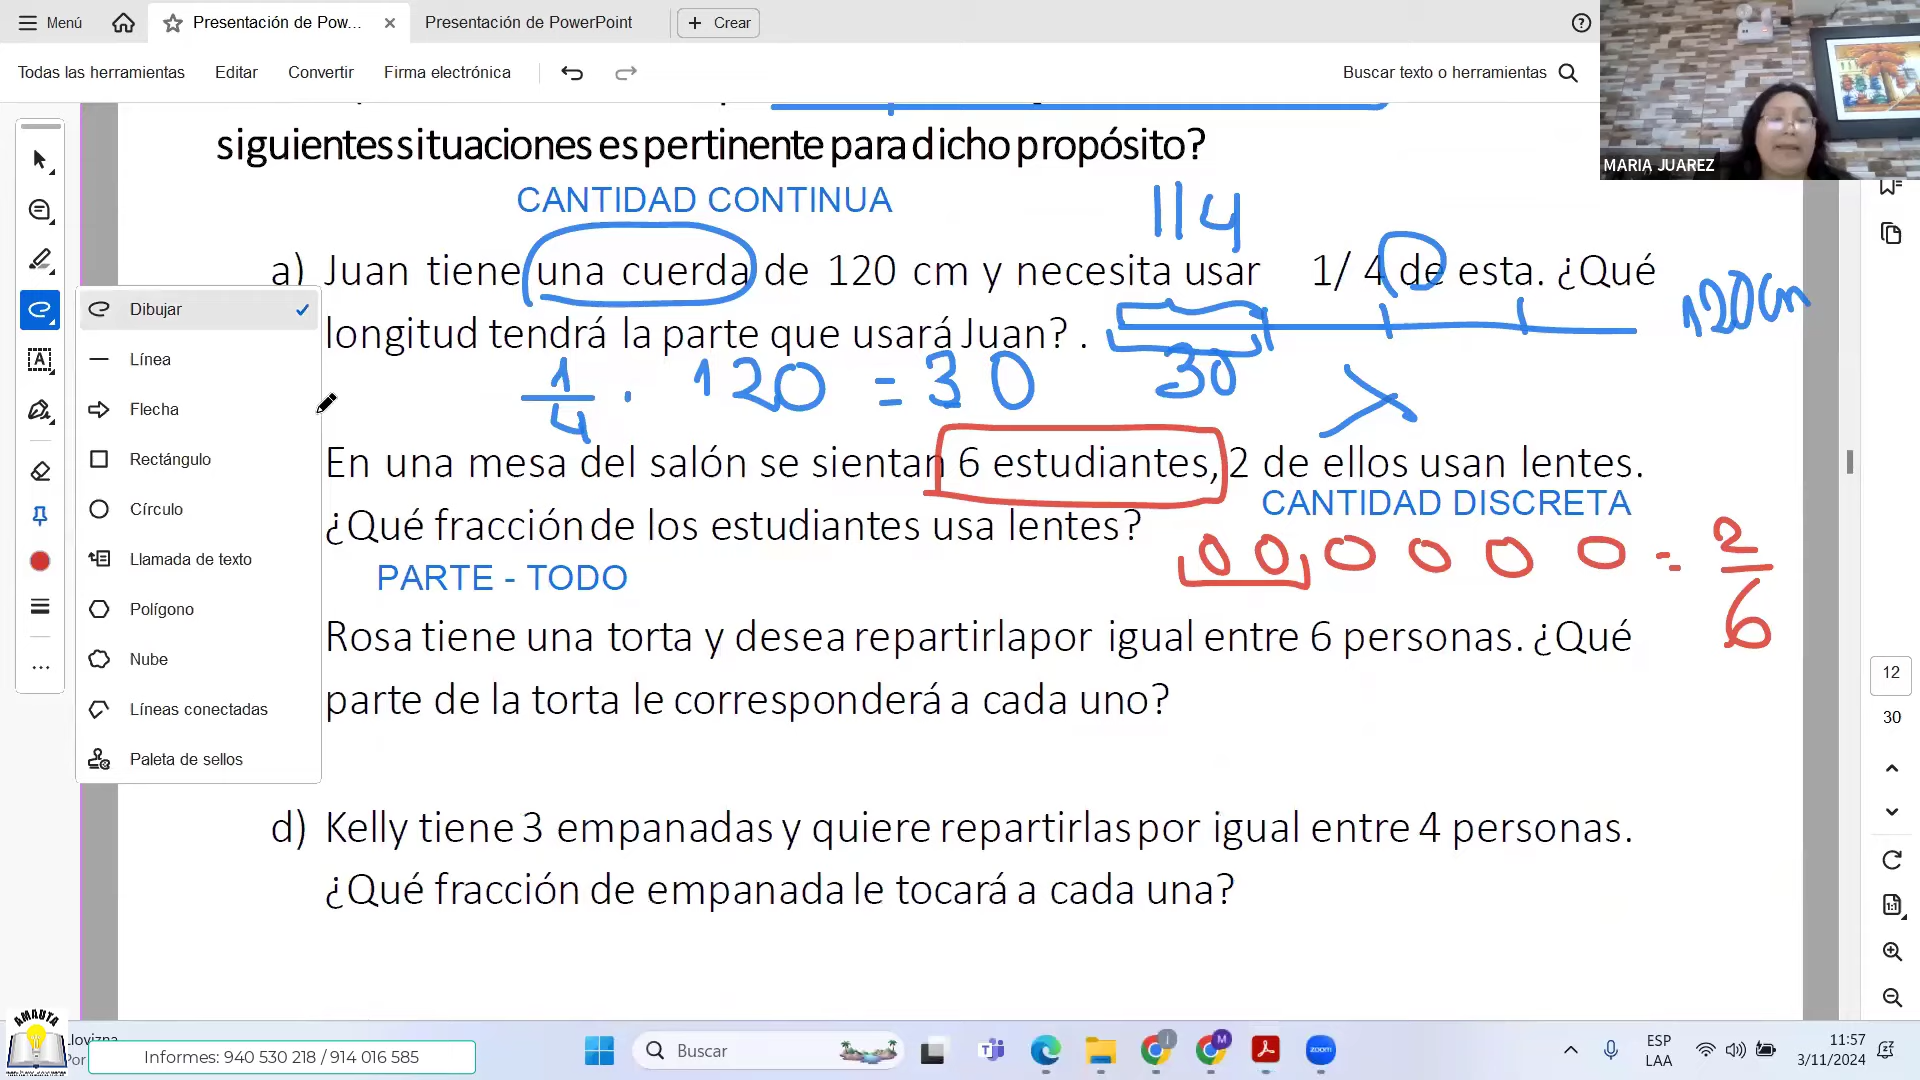 Menú
Presentación de Pow...
Presentación de PowerPoint
Crear
Todas las herramientas
Editar
Convertir
Firma electrónica
Buscar texto o herramientas
MARIA JUAREZ
siguientes situaciones es pertinente para dicho propósito?
CANTIDAD CONTINUA
114
a) Juan tiene una cuerda de 120 cm y necesita usar 1/ 4 de esta. ¿Qué
120cm
longitud tendrá la parte que usará Juan? .
1/4 . 120 = 30
30
En una mesa del salón se sientan 6 estudiantes, 2 de ellos usan lentes.
CANTIDAD DISCRETA
¿Qué fracción de los estudiantes usa lentes?
= 2/6
PARTE - TODO
Rosa tiene una torta y desea repartirla por igual entre 6 personas. ¿Qué
parte de la torta le corresponderá a cada uno?
d) Kelly tiene 3 empanadas y quiere repartirlas por igual entre 4 personas.
¿Qué fracción de empanada le tocará a cada una?
Dibujar
Línea
Flecha
Rectángulo
Círculo
Llamada de texto
Polígono
Nube
Líneas conectadas
Paleta de sellos
12
30
AMAUTA
Llovizna
Por
Informes: 940 530 218 / 914 016 585
Buscar
zoom
ESP
LAA
11:57
3/11/2024